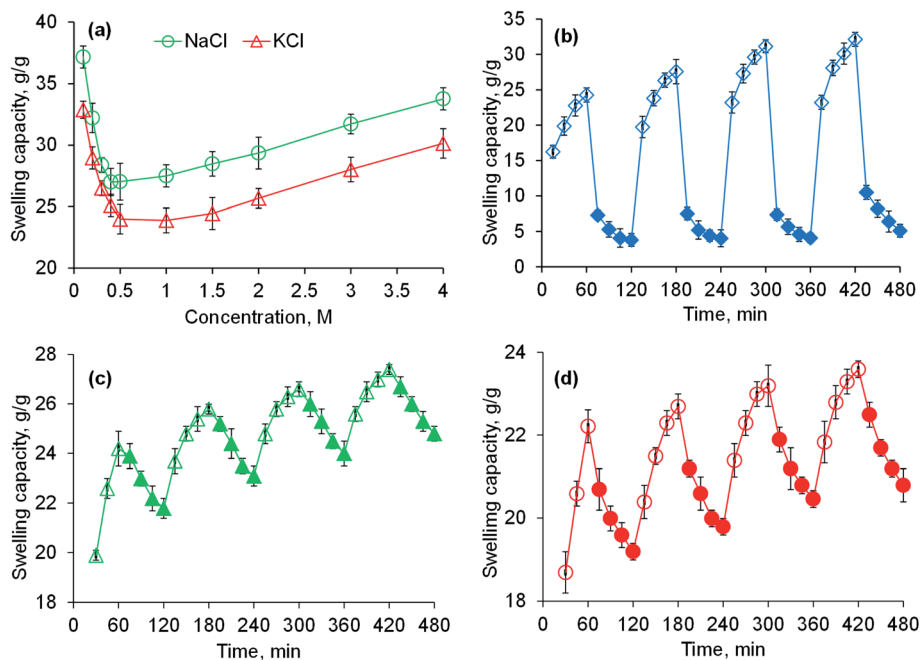 (a)
NaCl KCl
Swelling capacity, g/g
40
35
30
25
20
0 0.5 1 1.5 2 2.5 3 3.5 4
Concentration, M
(b)
Swelling capacity, g/g
35
30
25
20
15
10
5
0
0 60 120 180 240 300 360 420 480
Time, min
(c)
Swelling capacity, g/g
28
26
24
22
20
18
0 60 120 180 240 300 360 420 480
Time, min
(d)
Swellimg capacity, g/g
24
22
20
18
0 60 120 180 240 300 360 420 480
Time, min